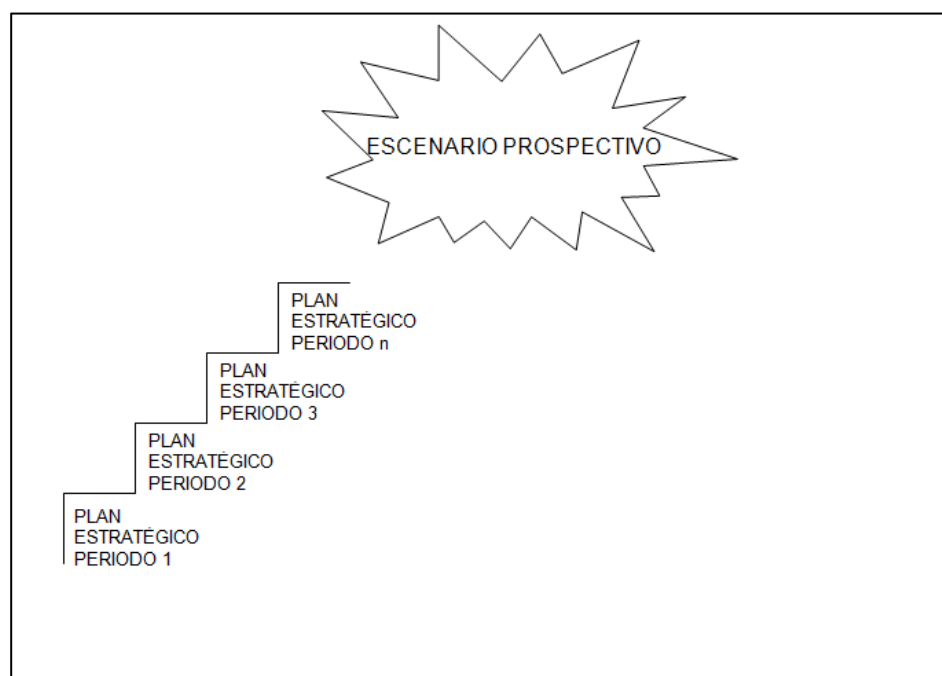 ESCENARIO PROSPECTIVO
PLAN
ESTRATÉGICO
PERIODO n
PLAN
ESTRATÉGICO
PERIODO 3
PLAN
ESTRATÉGICO
PERIODO 2
PLAN
ESTRATÉGICO
PERIODO 1